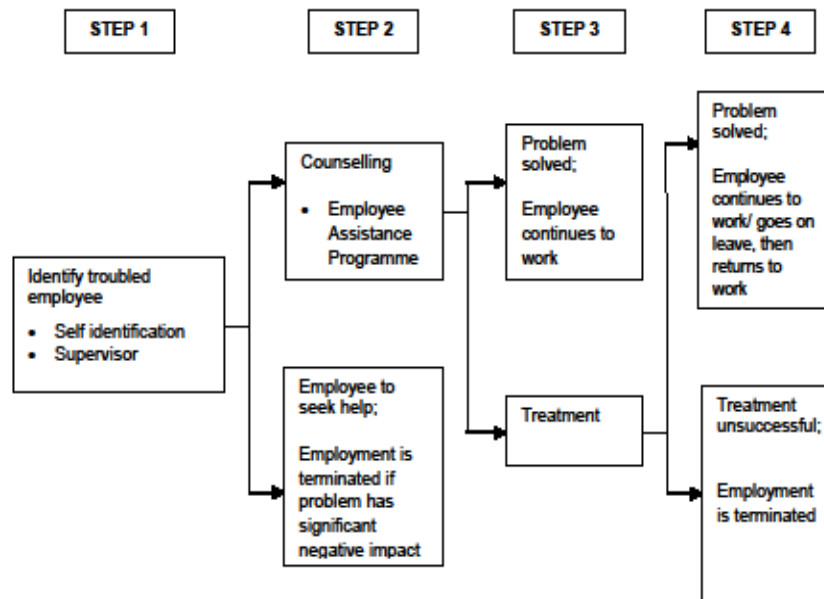 STEP 1
STEP 2
STEP 3
STEP 4
Identify troubled
employee
• Self identification
• Supervisor
Counselling
• Employee
Assistance
Programme
Employee to
seek help;
Employment is
terminated if
problem has
significant
negative impact
Problem
solved;
Employee
continues to
work
Treatment
Problem
solved;
Employee
continues to
work/ goes on
leave, then
returns to
work
Treatment
unsuccessful;
Employment
is terminated